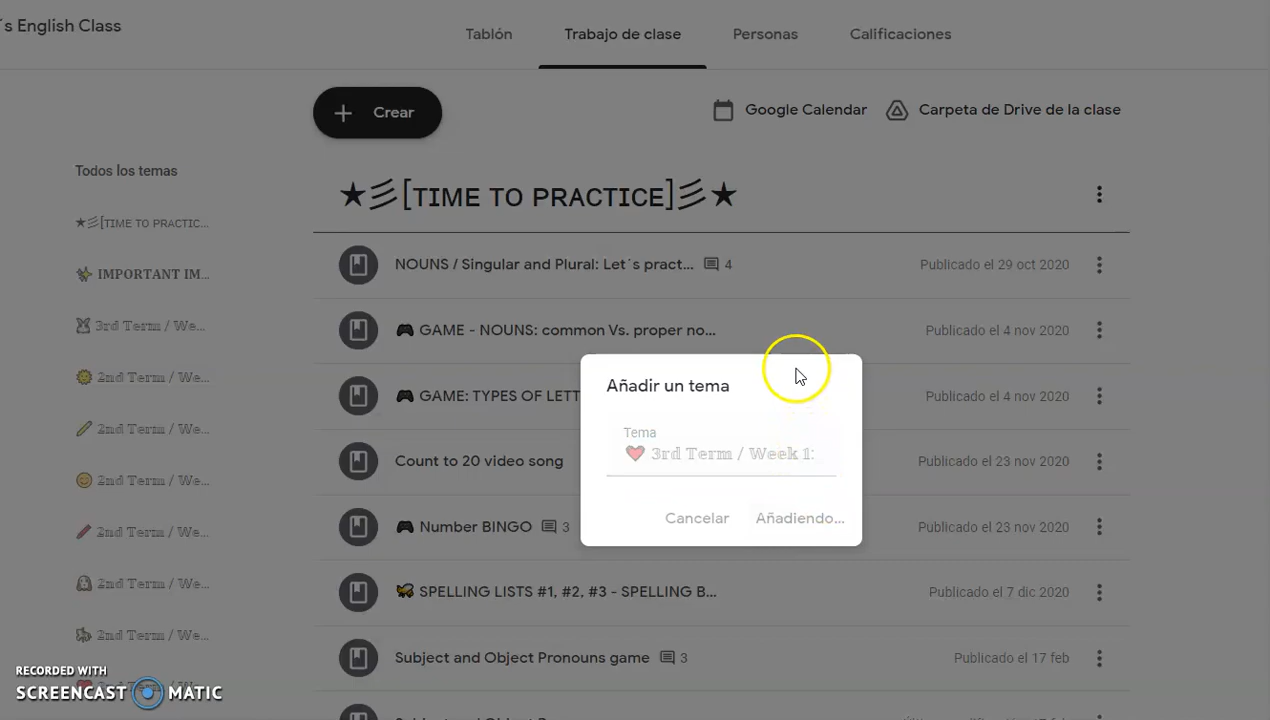 ´s English Class
Tablón
Trabajo de clase
Personas
Calificaciones
Crear
Google Calendar
Carpeta de Drive de la clase
Todos los temas
★彡[ᴛɪᴍᴇ ᴛᴏ ᴘʀᴀᴄᴛɪᴄ...
IMPORTANT IM...
3rd Term / We...
2nd Term / We...
2nd Term / We...
2nd Term / We...
2nd Term / We...
2nd Term / We...
2nd Term / We...
★彡[ᴛɪᴍᴇ ᴛᴏ ᴘʀᴀᴄᴛɪᴄᴇ]彡★
NOUNS / Singular and Plural: Let´s pract... 4 Publicado el 29 oct 2020
🎮 GAME - NOUNS: common Vs. proper no... Publicado el 4 nov 2020
🎮 GAME: TYPES OF LETT Publicado el 4 nov 2020
Count to 20 video song Publicado el 23 nov 2020
🎮 Number BINGO 3 Publicado el 23 nov 2020
🐝 SPELLING LISTS #1, #2, #3 - SPELLING B... Publicado el 7 dic 2020
Subject and Object Pronouns game 3 Publicado el 17 feb
Añadir un tema
Tema
❤️ 3rd Term / Week 1:
Cancelar
Añadiendo...
RECORDED WITH
SCREENCAST MATIC